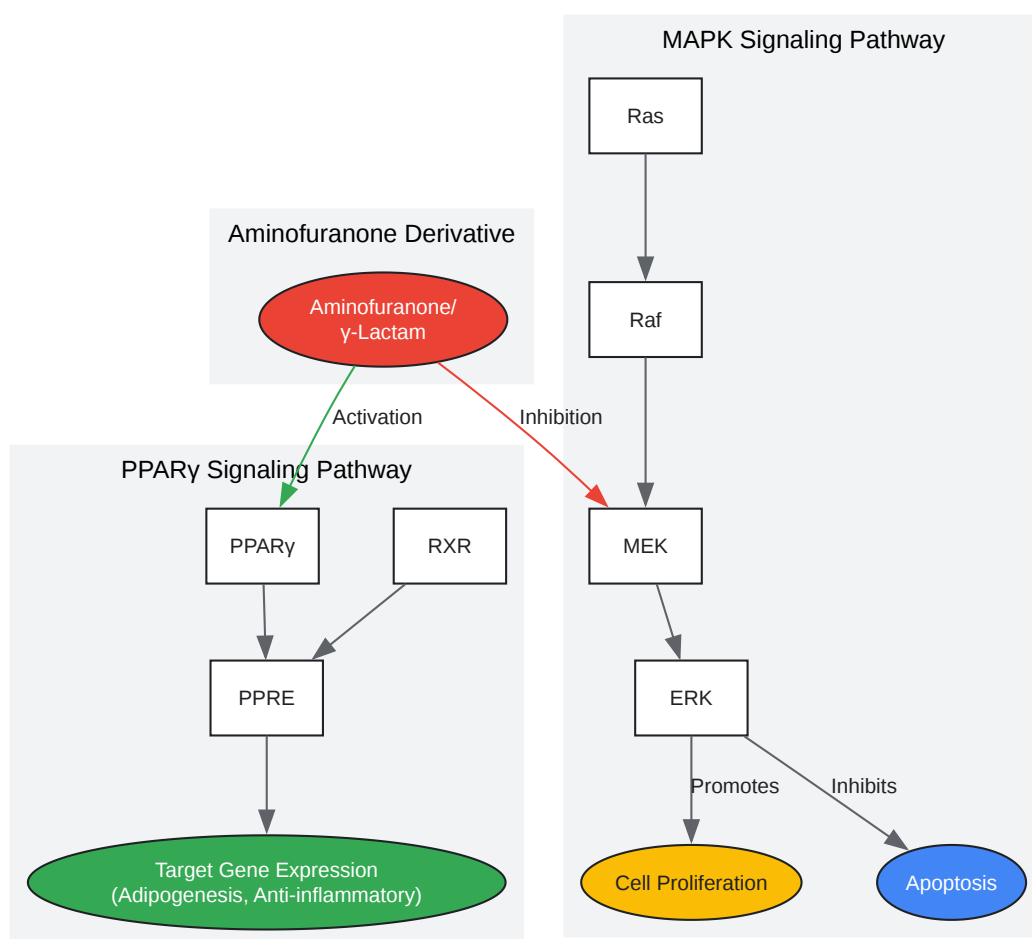 MAPK Signaling Pathway
Ras
Aminofuranone Derivative
Aminofuranone/
γ-Lactam
Raf
Activation
Inhibition
PPARγ Signaling Pathway
PPARγ
RXR
MEK
PPRE
ERK
Promotes
Inhibits
Target Gene Expression
(Adipogenesis, Anti-inflammatory)
Cell Proliferation
Apoptosis